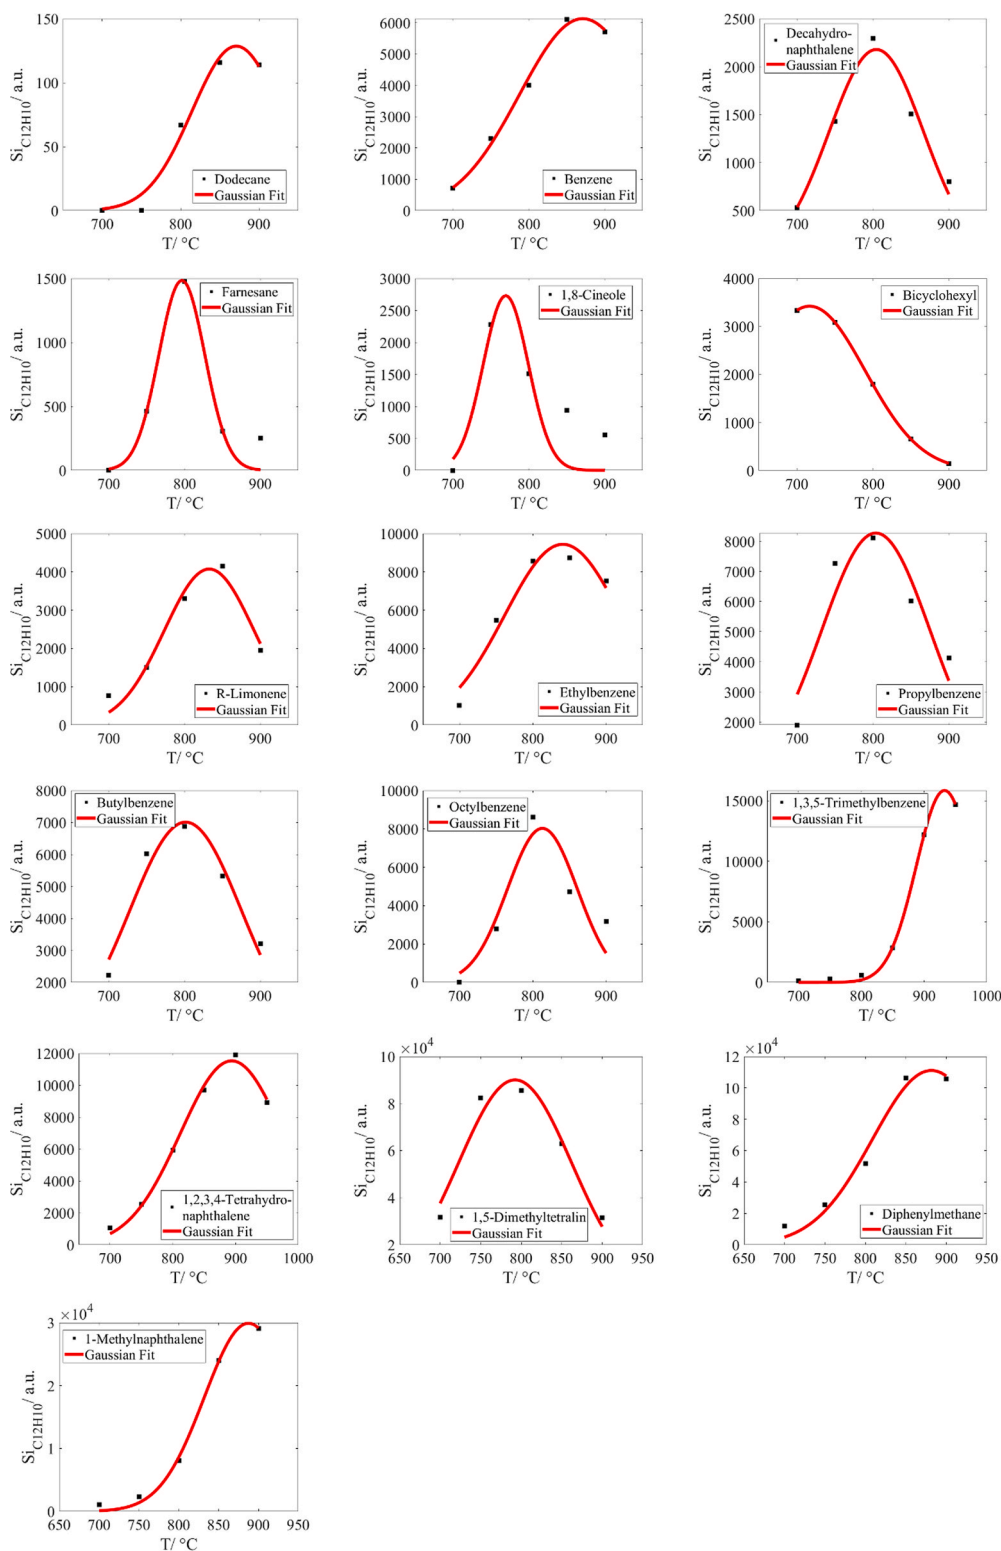 150
100
50
0
Si_C12H10/ a.u.
Dodecane
Gaussian Fit
700 800 900
T/ °C
6000
5000
4000
3000
2000
1000
0
Si_C12H10/ a.u.
Benzene
Gaussian Fit
700 800 900
T/ °C
2500
2000
1500
1000
500
Si_C12H10/ a.u.
Decahydro-
naphthalene
Gaussian Fit
700 800 900
T/ °C
1500
1000
500
0
Si_C12H10/ a.u.
Farnesane
Gaussian Fit
700 800 900
T/ °C
3000
2500
2000
1500
1000
500
0
Si_C12H10/ a.u.
1,8-Cineole
Gaussian Fit
700 800 900
T/ °C
4000
3000
2000
1000
0
Si_C12H10/ a.u.
Bicyclohexyl
Gaussian Fit
700 800 900
T/ °C
5000
4000
3000
2000
1000
0
Si_C12H10/ a.u.
R-Limonene
Gaussian Fit
700 800 900
T/ °C
10000
8000
6000
4000
2000
0
Si_C12H10/ a.u.
Ethylbenzene
Gaussian Fit
700 800 900
T/ °C
8000
7000
6000
5000
4000
3000
2000
Si_C12H10/ a.u.
Propylbenzene
Gaussian Fit
700 800 900
T/ °C
8000
7000
6000
5000
4000
3000
2000
Si_C12H10/ a.u.
Butylbenzene
Gaussian Fit
700 800 900
T/ °C
10000
8000
6000
4000
2000
0
Si_C12H10/ a.u.
Octylbenzene
Gaussian Fit
700 800 900
T/ °C
15000
10000
5000
0
Si_C12H10/ a.u.
1,3,5-Trimethylbenzene
Gaussian Fit
700 800 900 1000
T/ °C
12000
10000
8000
6000
4000
2000
0
Si_C12H10/ a.u.
1,2,3,4-Tetrahydro-
naphthalene
Gaussian Fit
700 800 900 1000
T/ °C
×10⁴
10
8
6
4
2
Si_C12H10/ a.u.
1,5-Dimethyltetralin
Gaussian Fit
650 700 750 800 850 900 950
T/ °C
×10⁴
12
10
8
6
4
2
0
Si_C12H10/ a.u.
Diphenylmethane
Gaussian Fit
650 700 750 800 850 900 950
T/ °C
×10⁴
3
2
1
0
Si_C12H10/ a.u.
1-Methylnaphthalene
Gaussian Fit
650 700 750 800 850 900 950
T/ °C